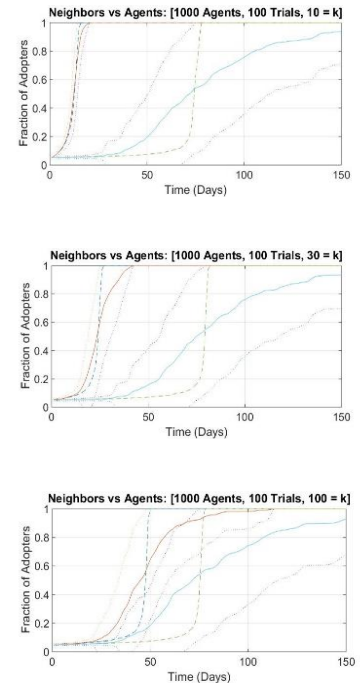 Neighbors vs Agents: [1000 Agents, 100 Trials, 10 = k]
1
0.8
0.6
0.4
0.2
0
Fraction of Adopters
0 50 100 150
Time (Days)
Neighbors vs Agents: [1000 Agents, 100 Trials, 30 = k]
1
0.8
0.6
0.4
0.2
0
Fraction of Adopters
0 50 100 150
Time (Days)
Neighbors vs Agents: [1000 Agents, 100 Trials, 100 = k]
1
0.8
0.6
0.4
0.2
0
Fraction of Adopters
0 50 100 150
Time (Days)